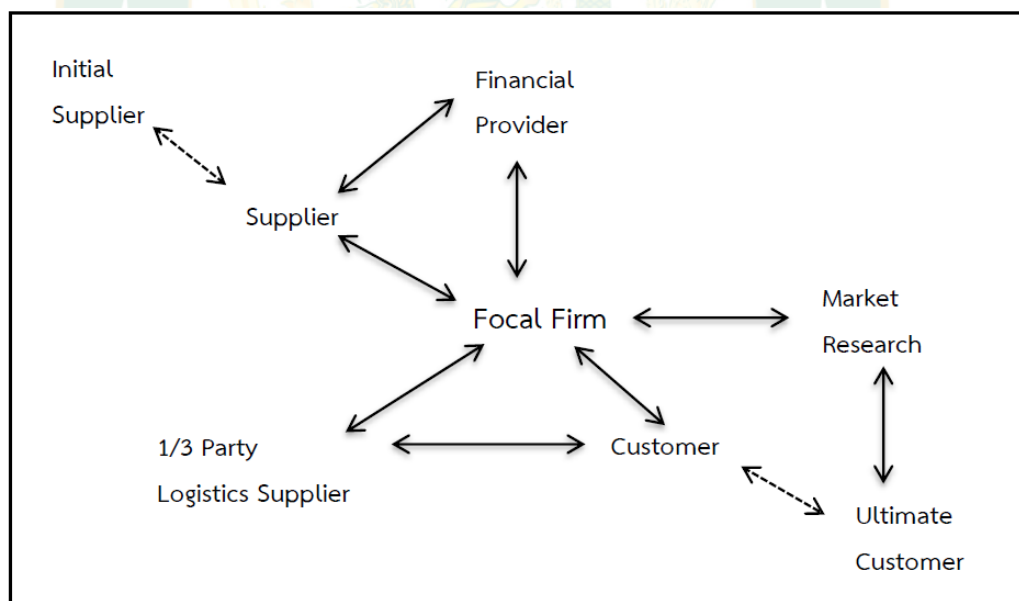 Initial
Supplier
Financial
Provider
Supplier
Focal Firm
Market
Research
1/3 Party
Logistics Supplier
Customer
Ultimate
Customer